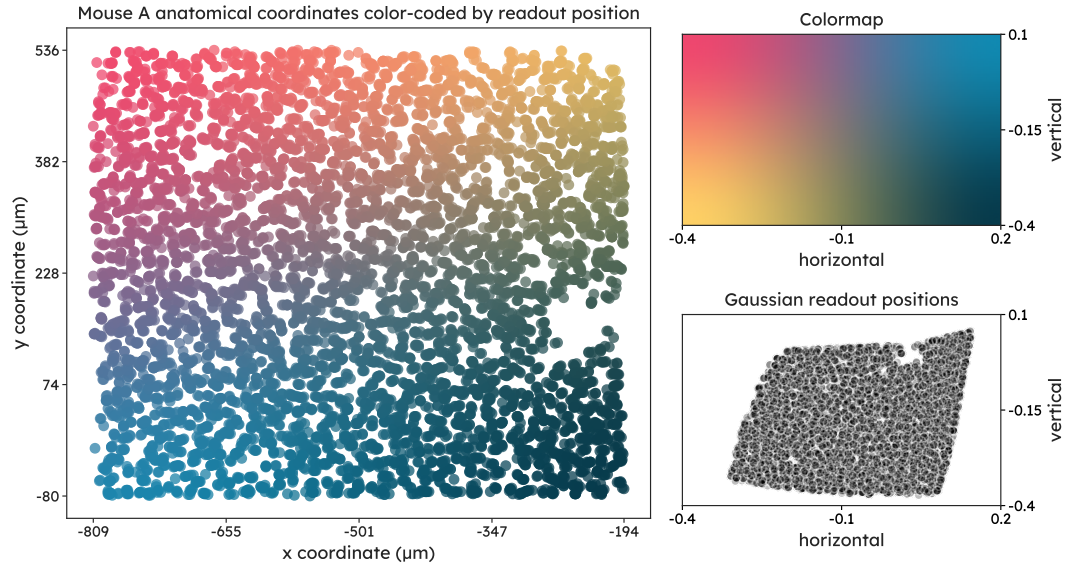 Mouse A anatomical coordinates color-coded by readout position
536
382
228
74
-80
y coordinate (µm)
-809
-655
-501
-347
-194
x coordinate (µm)
Colormap
0.1
-0.15
-0.4
vertical
-0.4
-0.1
0.2
horizontal
Gaussian readout positions
0.1
-0.15
-0.4
vertical
-0.4
-0.1
0.2
horizontal